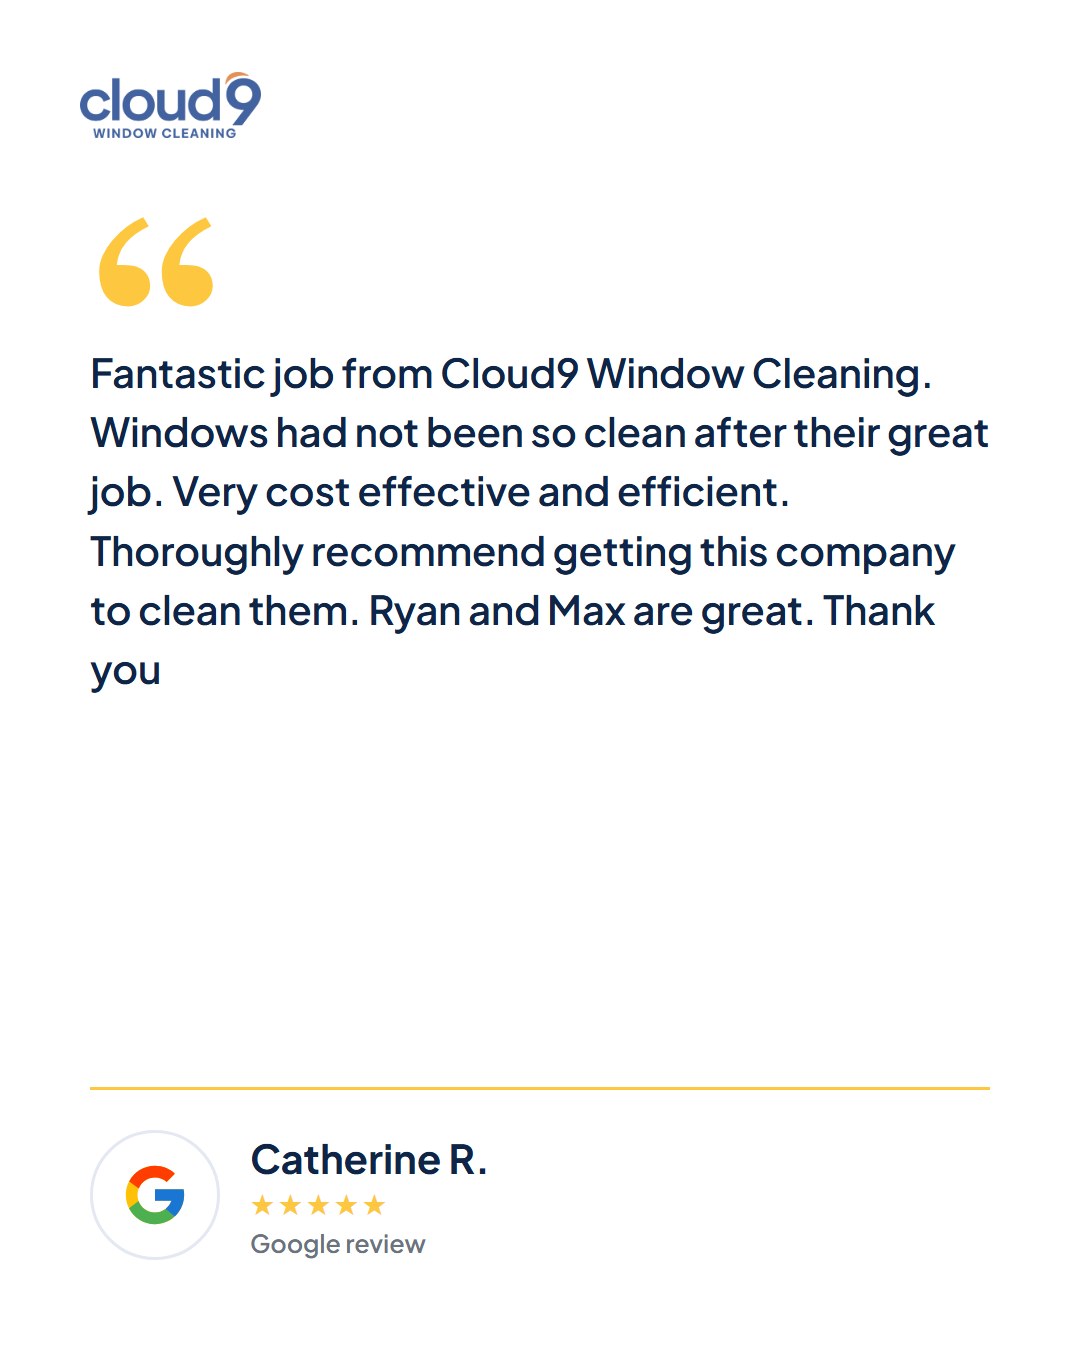 cloud9
WINDOW CLEANING
“
Fantastic job from Cloud9 Window Cleaning.
Windows had not been so clean after their great
job. Very cost effective and efficient.
Thoroughly recommend getting this company
to clean them. Ryan and Max are great. Thank
you
G
Catherine R.
★★★★★
Google review